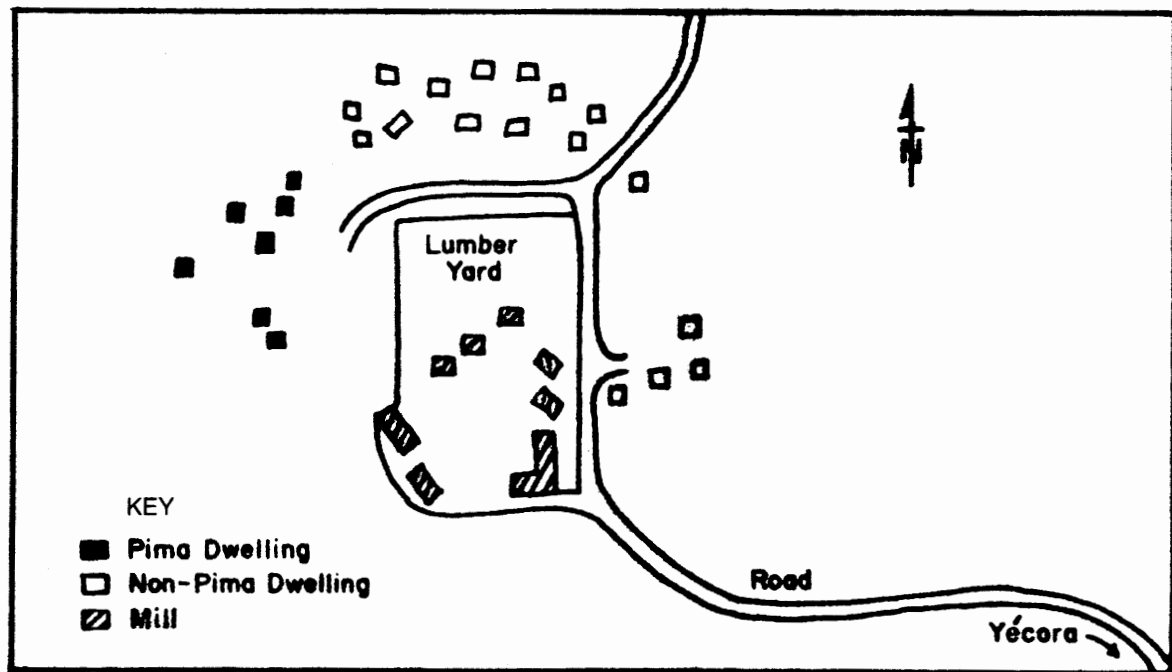 N
Lumber
Yard
KEY
Pima Dwelling
Non-Pima Dwelling
Mill
Road
Yécora